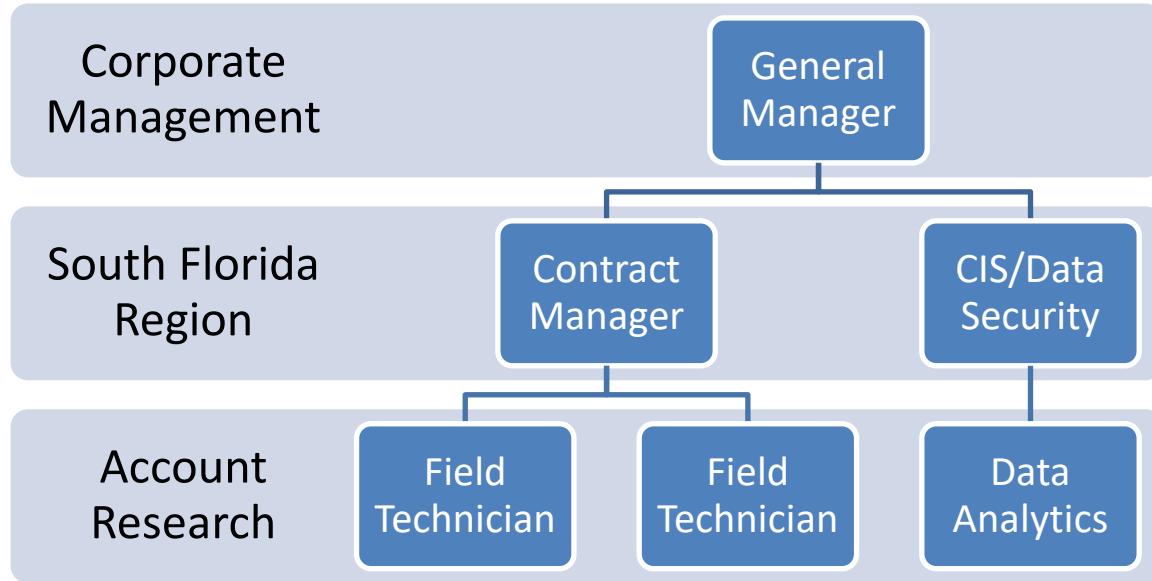 Corporate
Management
General
Manager
South Florida
Region
Contract
Manager
CIS/Data
Security
Account
Research
Field
Technician
Field
Technician
Data
Analytics